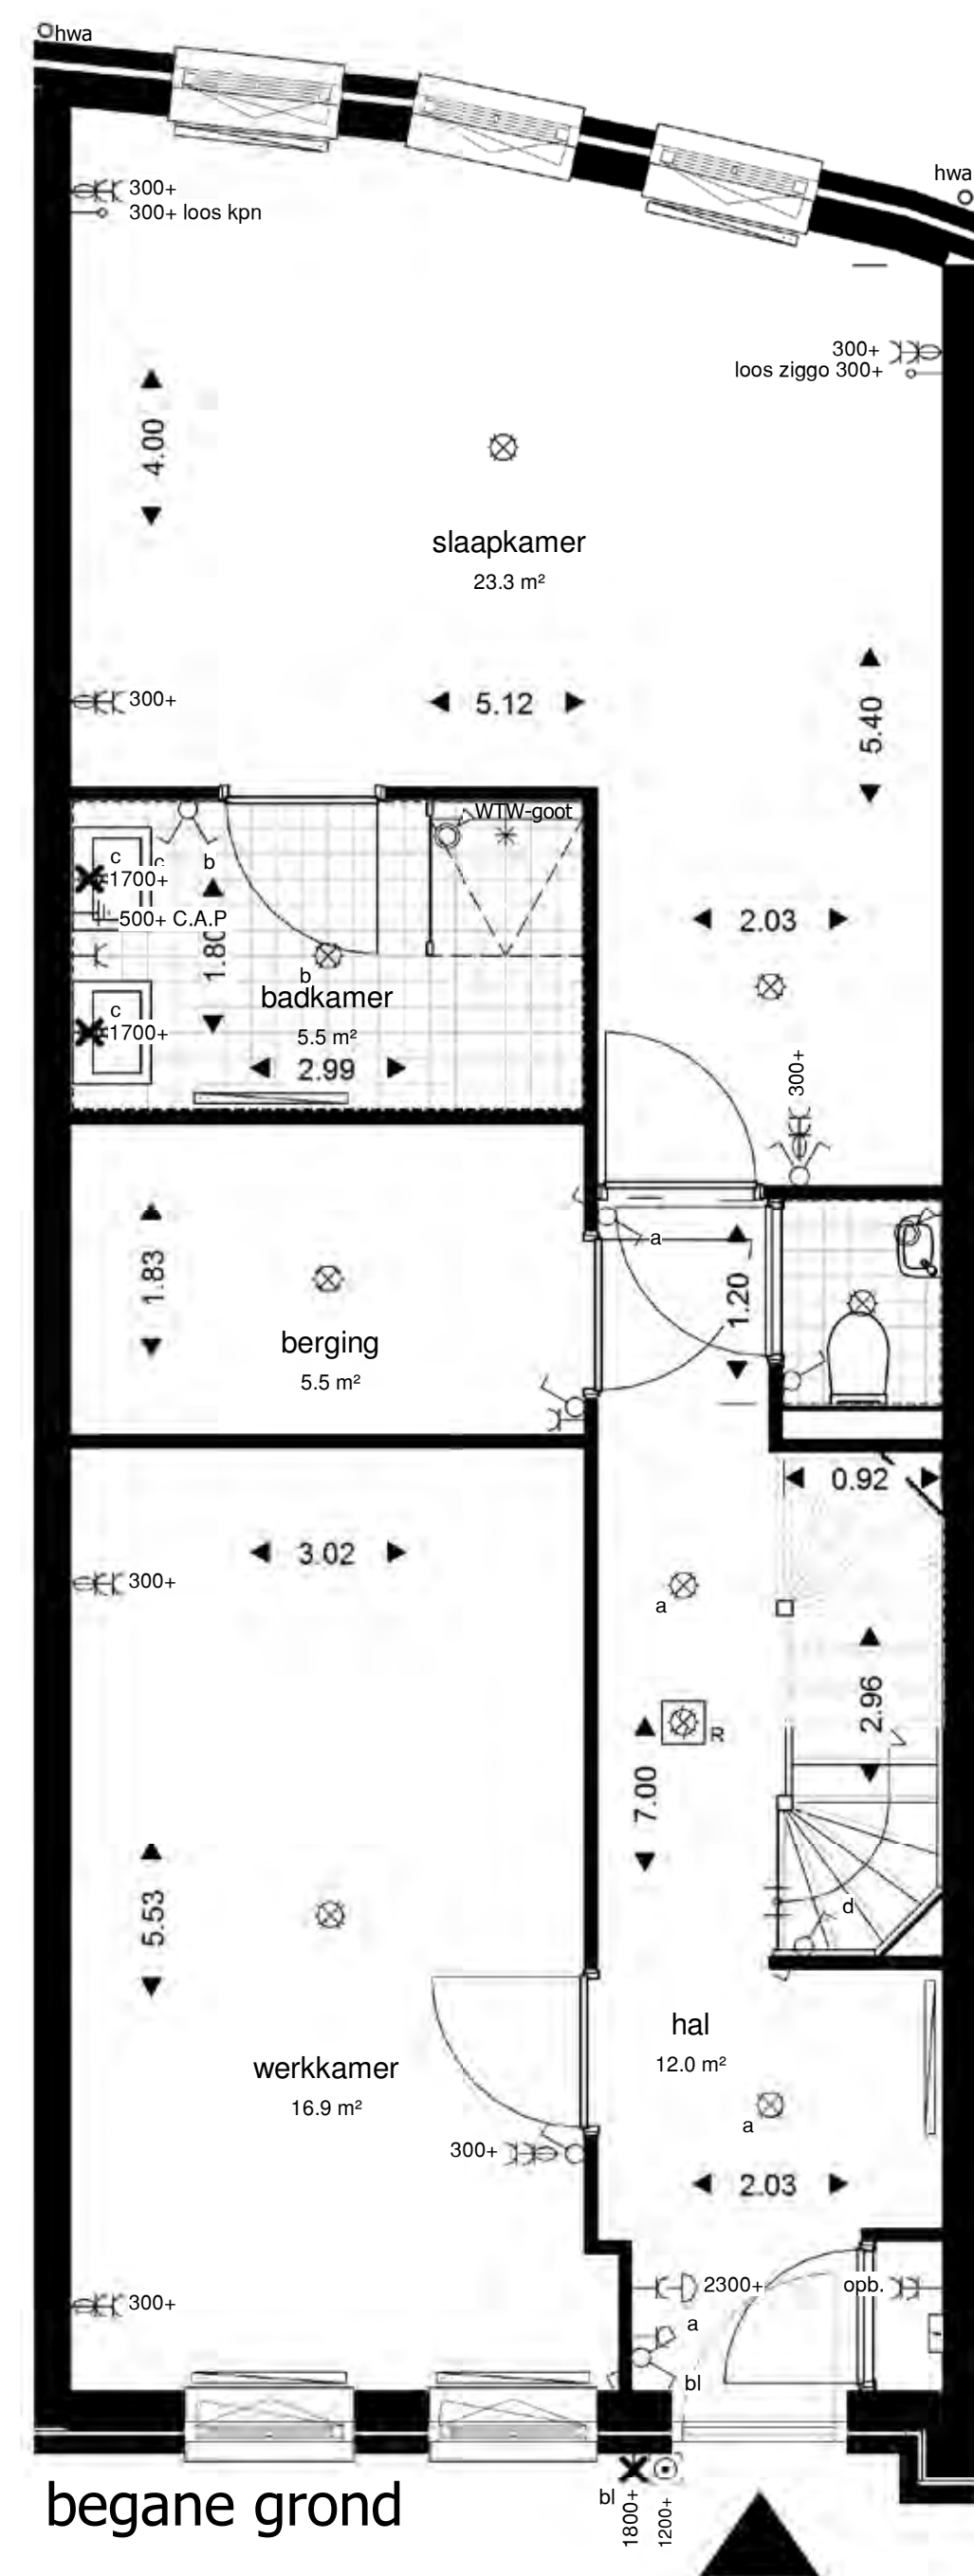 hwa
hwa
300+
300+ loos kpn
300+
loos ziggo 300+
4.00
slaapkamer
23.3 m²
300+
5.12
5.40
WTW-goot
c
c
b
1700+
500+ C.A.P
1.80
2.03
b
badkamer
c
1700+
5.5 m²
2.99
300+
a
1.83
1.20
berging
5.5 m²
0.92
3.02
300+
a
2.96
R
7.00
5.53
d
hal
12.0 m²
werkkamer
16.9 m²
a
300+
2.03
2300+
opb.
300+
a
bl
begane grond
bl
1800+
1200+